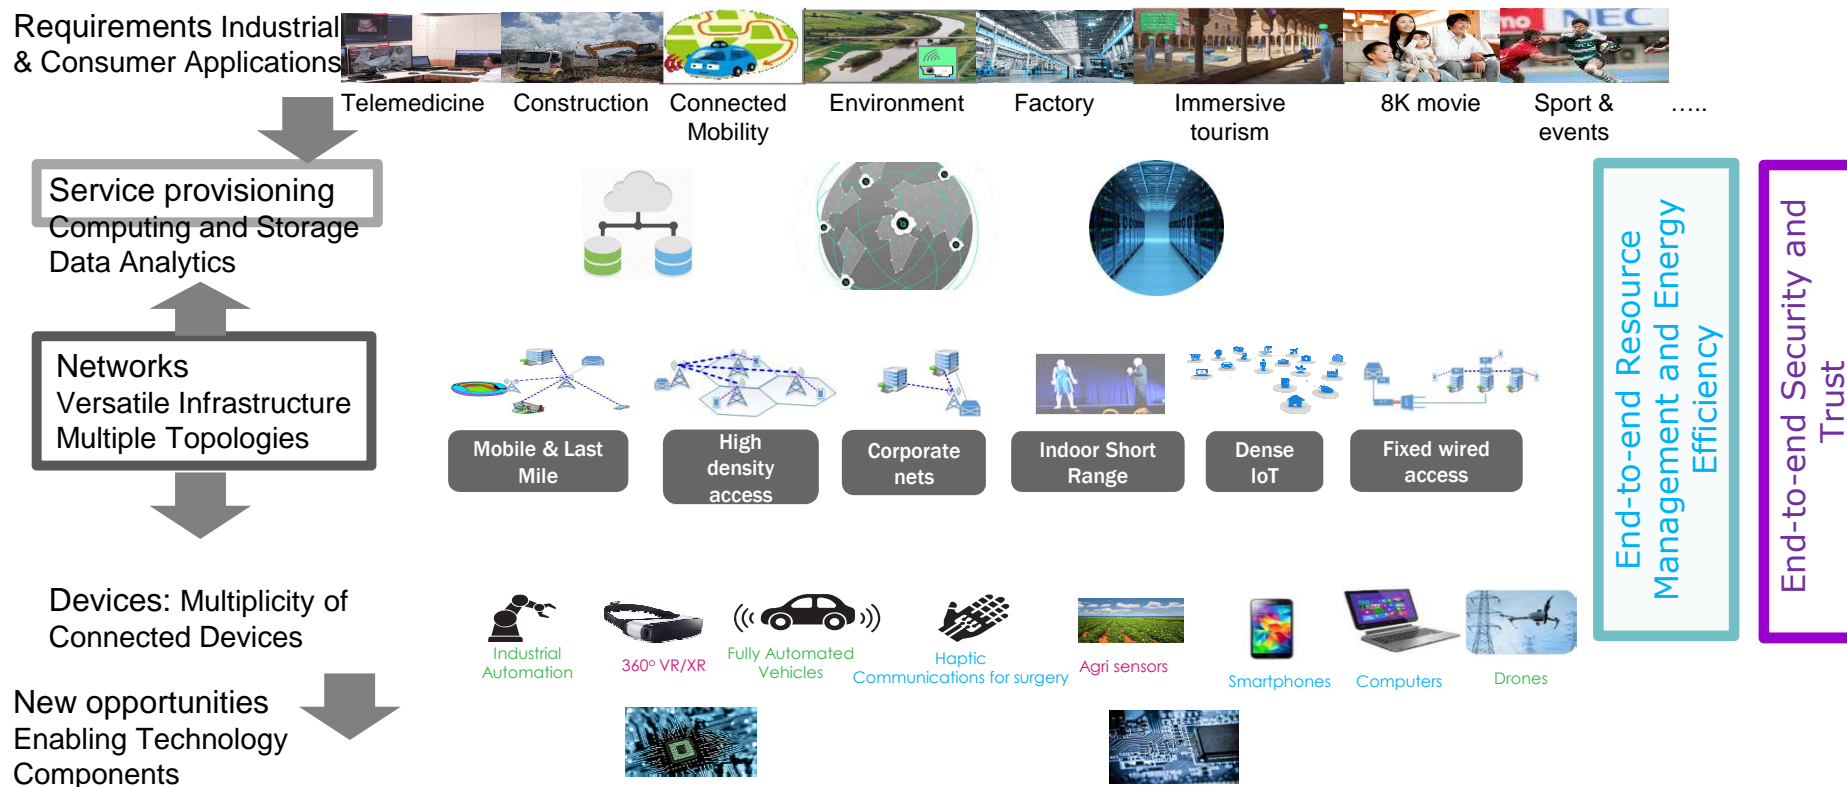 Requirements Industrial
& Consumer Applications
Telemedicine
Construction
Connected
Mobility
Environment
Factory
Immersive
tourism
8K movie
Sport &
events
…..
mo
NEC
Service provisioning
Computing and Storage
Data Analytics
Networks
Versatile Infrastructure
Multiple Topologies
Mobile & Last
Mile
High
density
access
Corporate
nets
Indoor Short
Range
Dense
IoT
Fixed wired
access
Devices: Multiplicity of
Connected Devices
Industrial
Automation
360º VR/XR
Fully Automated
Vehicles
Haptic
Communications for surgery
Agri sensors
Smartphones
Computers
Drones
New opportunities
Enabling Technology
Components
End-to-end Resource
Management and Energy
Efficiency
End-to-end Security and
Trust